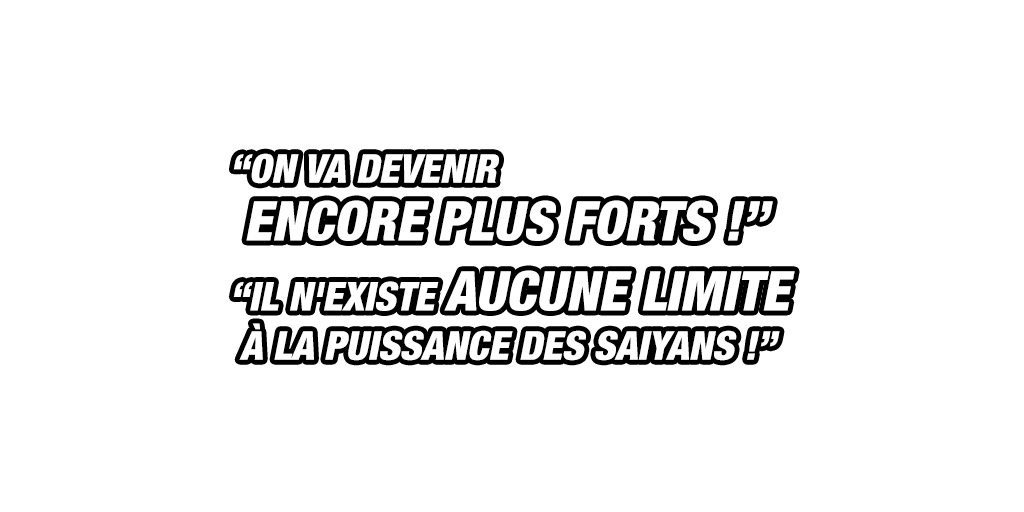 “ON VA DEVENIR
ENCORE PLUS FORTS !”
“IL N'EXISTE AUCUNE LIMITE
À LA PUISSANCE DES SAIYANS !”